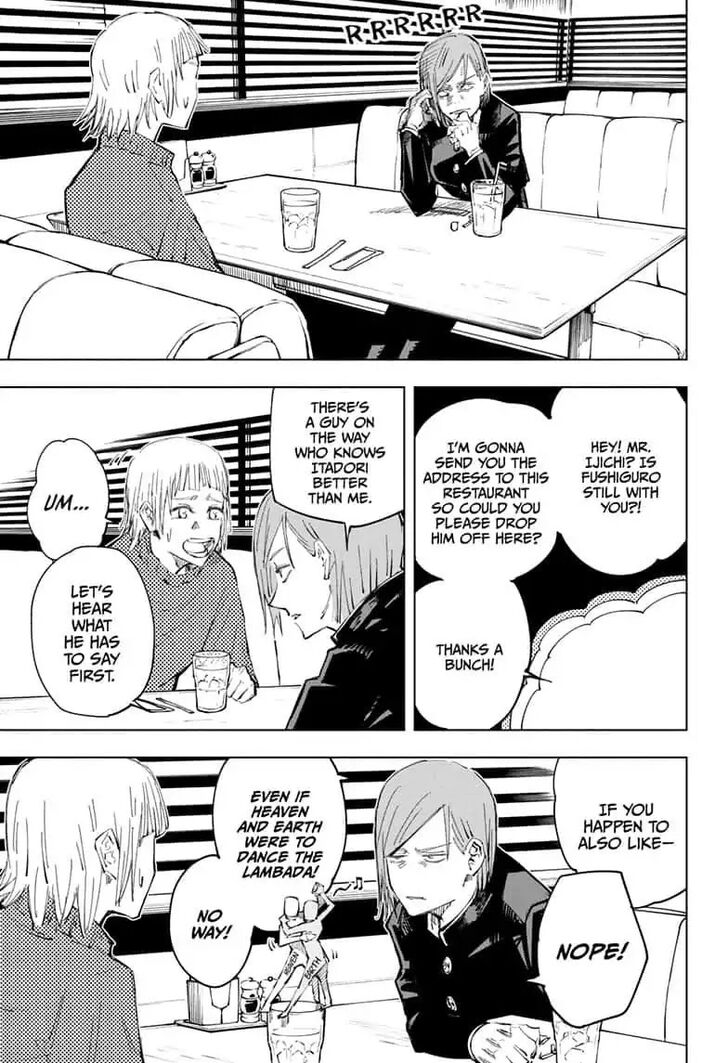 RRRRRR
HEY! MR.
IJICHI? IS
FUSHIGURO
STILL WITH
YOU?!
I'M GONNA
SEND YOU THE
ADDRESS TO THIS
RESTAURANT
SO COULD YOU
PLEASE DROP
HIM OFF HERE?
THANKS A
BUNCH!
THERE'S
A GUY
ON THE
WAY WHO
KNOWS
ITADORI
BETTER
THAN ME.
UM...
LET'S
HEAR
WHAT
HE HAS
TO SAY
FIRST.
IF YOU
HAPPEN TO
ALSO LIKE—
NOPE!
EVEN IF
HEAVEN
AND EARTH
WERE TO
DANCE THE
LAMBADA!
NO
WAY!
HEAVEN
EARTH